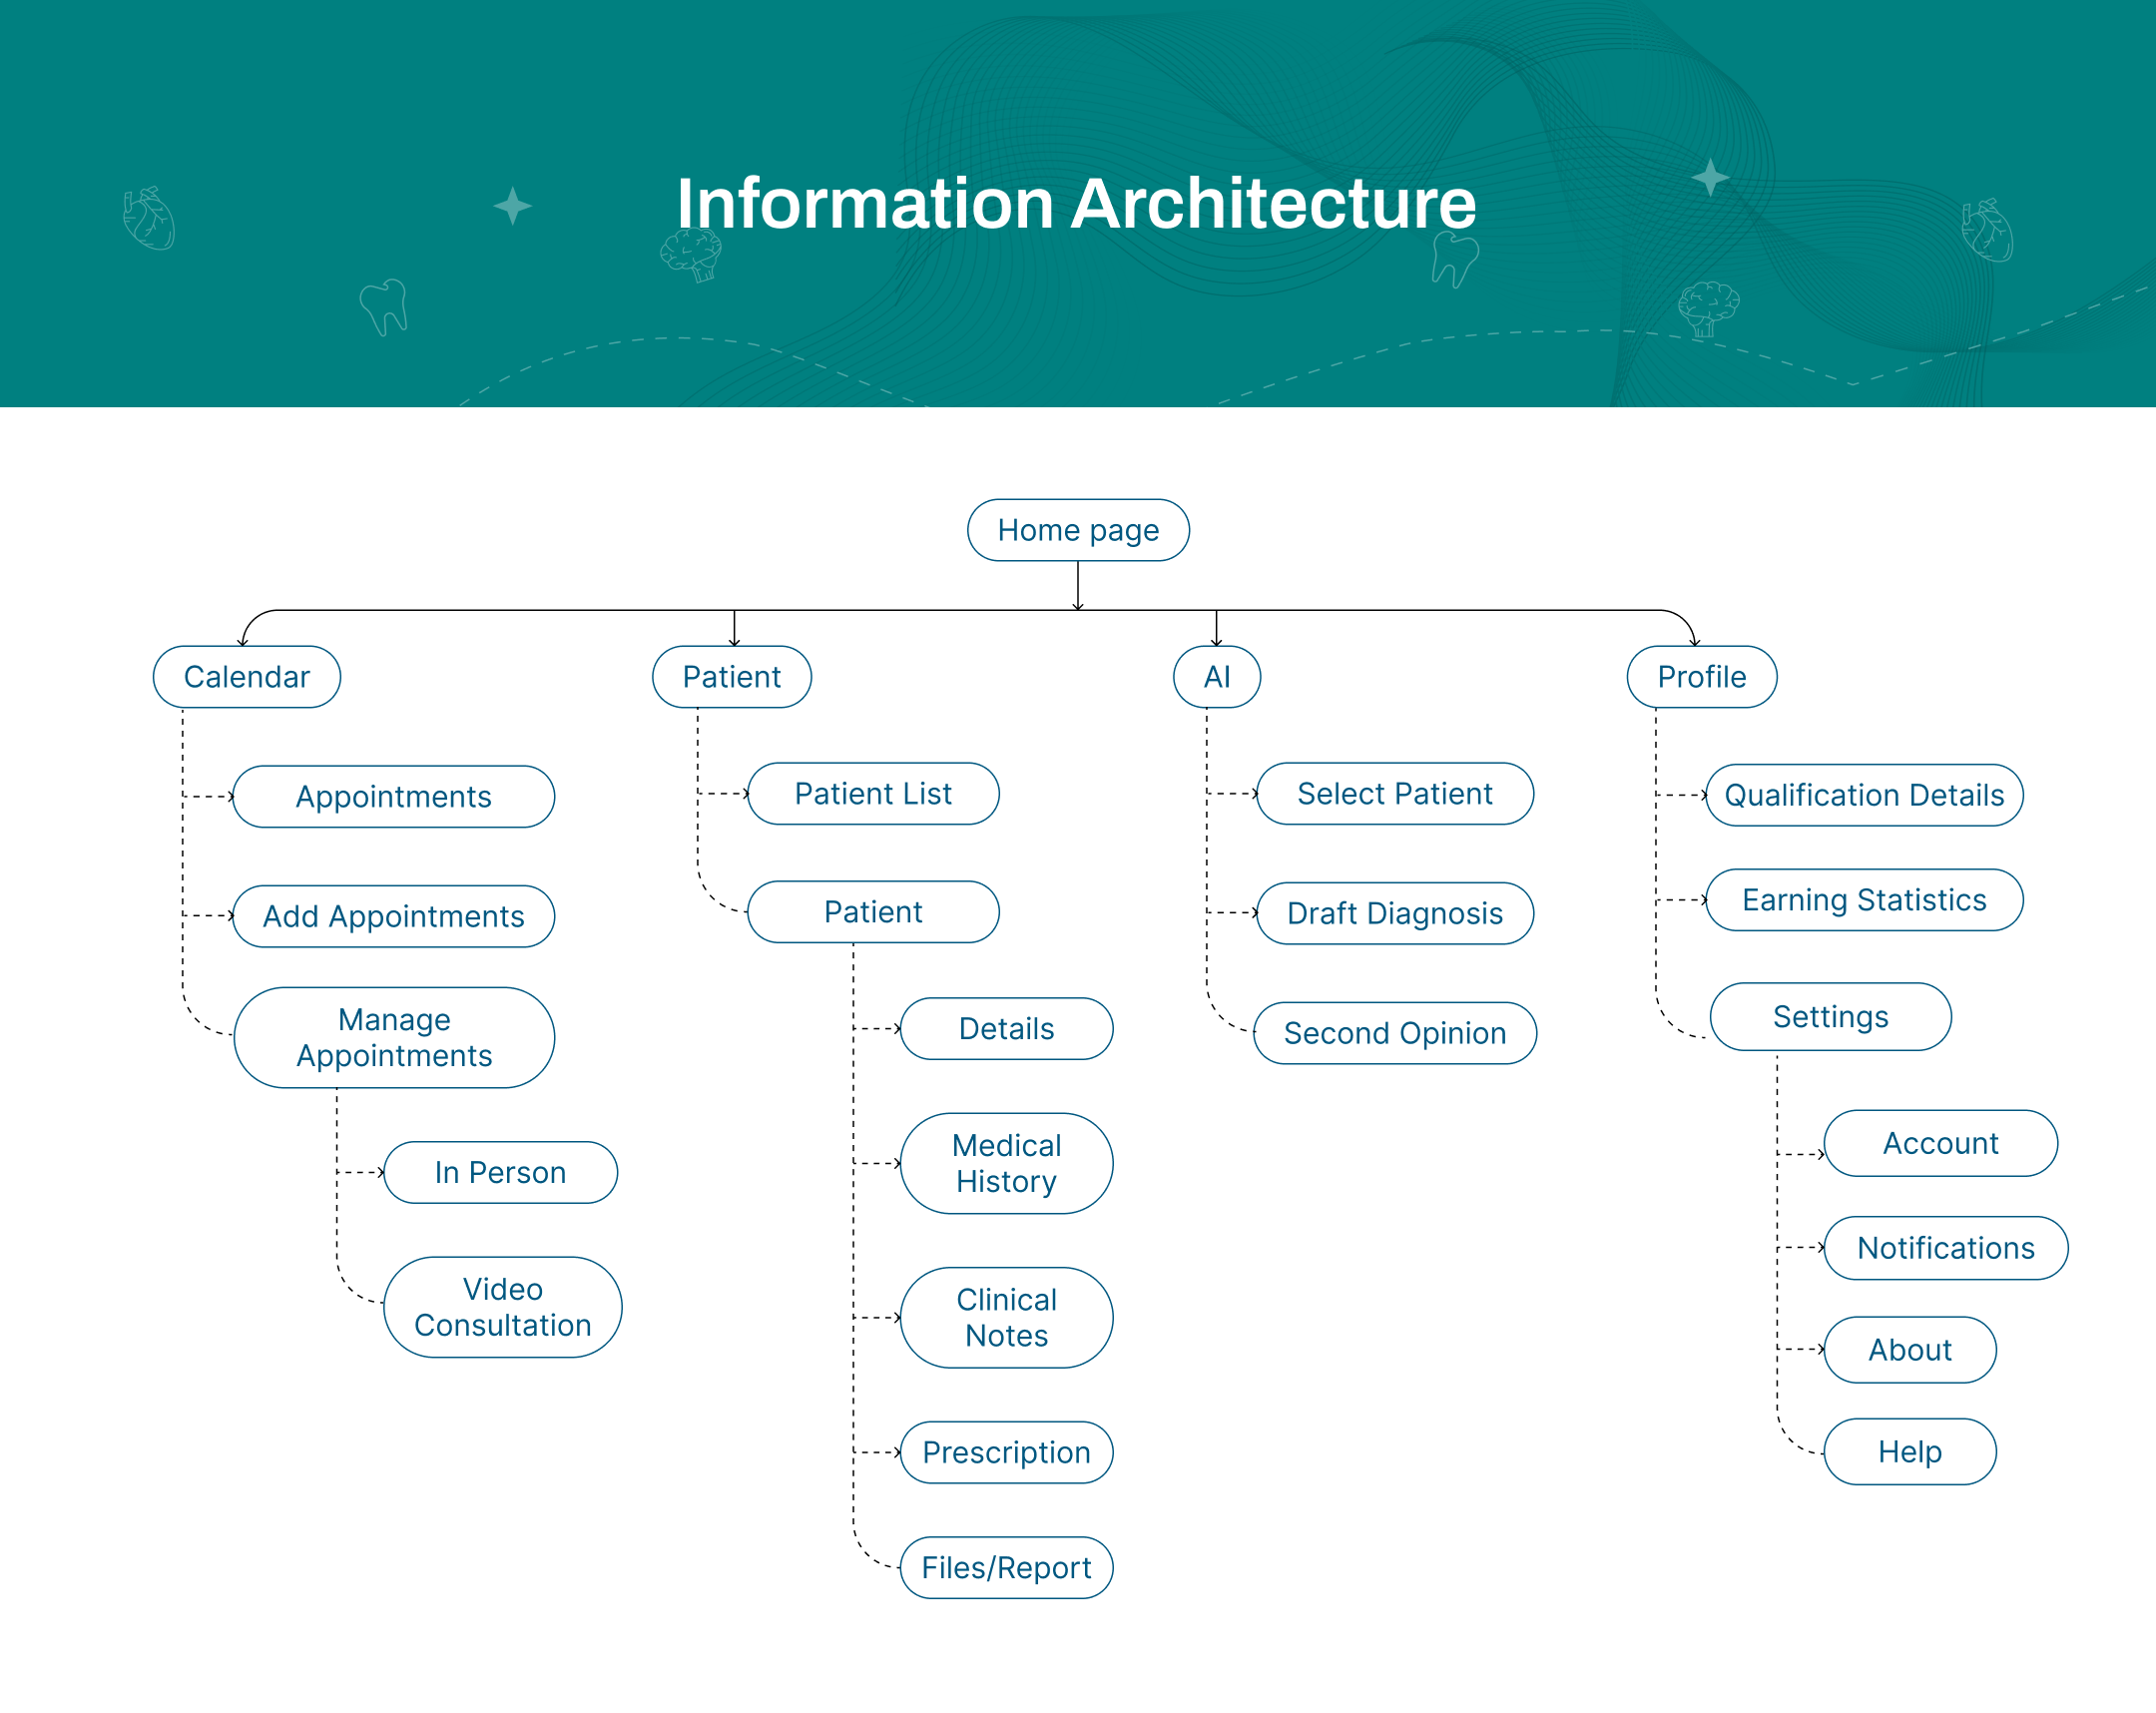 Information Architecture
Home page
Calendar
Appointments
Add Appointments
Manage
Appointments
In Person
Video
Consultation
Patient
Patient List
Patient
Details
Medical
History
Clinical
Notes
Prescription
Files/Report
AI
Select Patient
Draft Diagnosis
Second Opinion
Profile
Qualification Details
Earning Statistics
Settings
Account
Notifications
About
Help